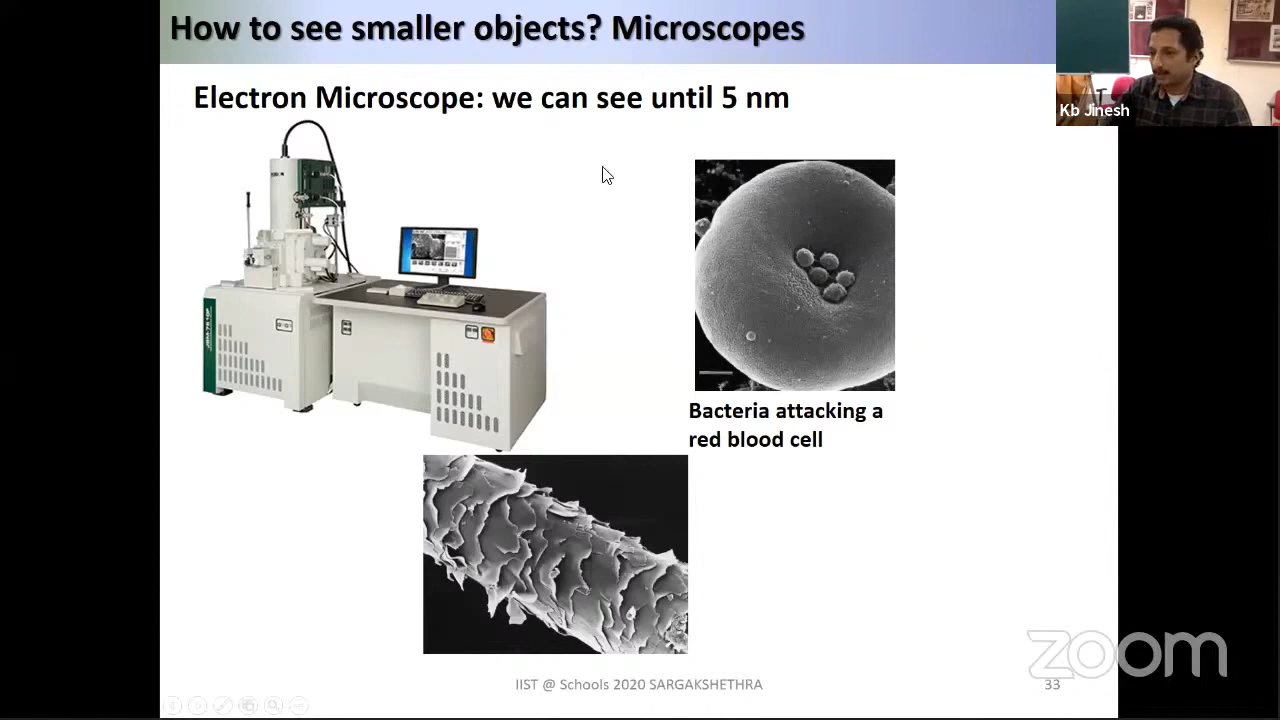 How to see smaller objects? Microscopes
Kb Jinesh
Electron Microscope: we can see until 5 nm
Bacteria attacking a
red blood cell
zoom
IIST @ Schools 2020 SARGAKSHETHRA
33